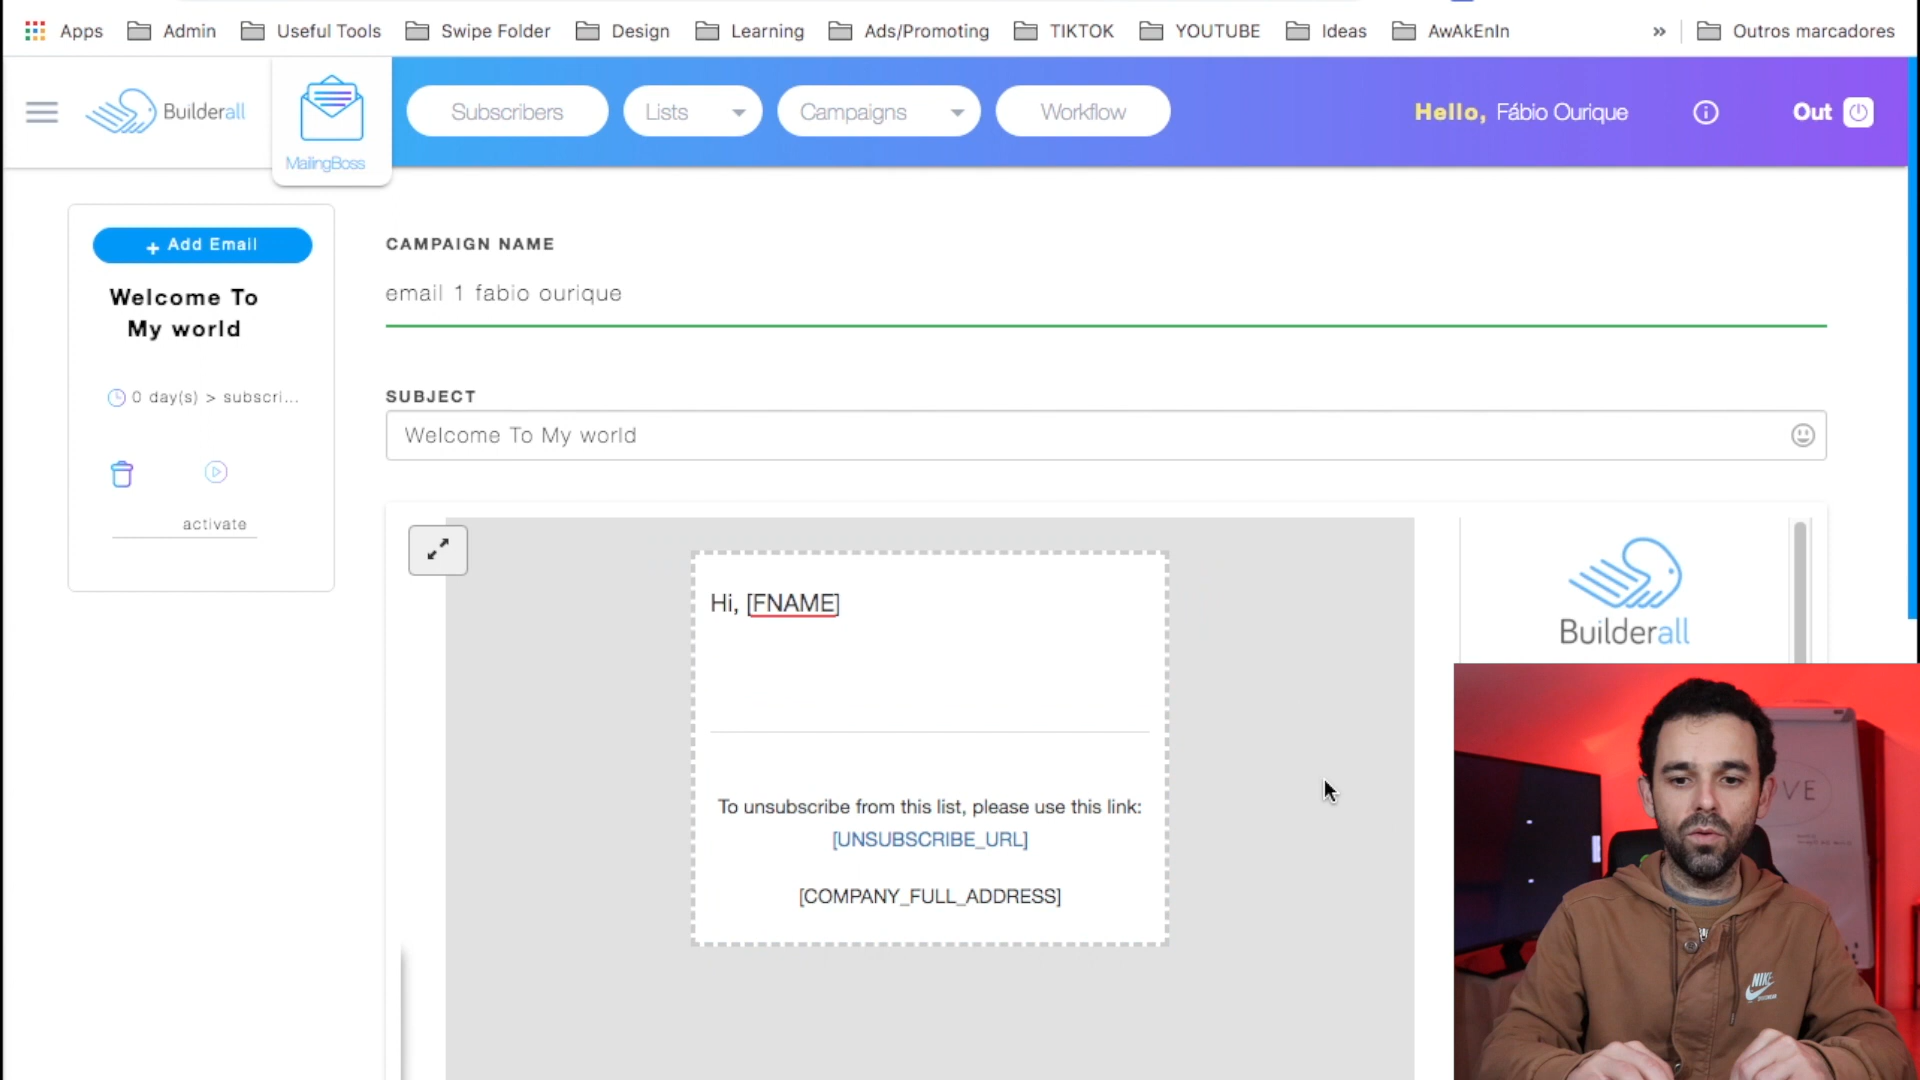 Apps Admin Useful Tools Swipe Folder Design Learning Ads/Promoting TIKTOK YOUTUBE Ideas AwAkEnIn » Outros marcadores
Builderall MailingBoss Subscribers Lists Campaigns Workflow Hello, Fábio Ourique Out
+ Add Email
Welcome To
My world
0 day(s) > subscri...
activate
CAMPAIGN NAME
email 1 fabio ourique
SUBJECT
Welcome To My world
Hi, [FNAME]
To unsubscribe from this list, please use this link:
[UNSUBSCRIBE_URL]
[COMPANY_FULL_ADDRESS]
Builderall
VE
NIKE